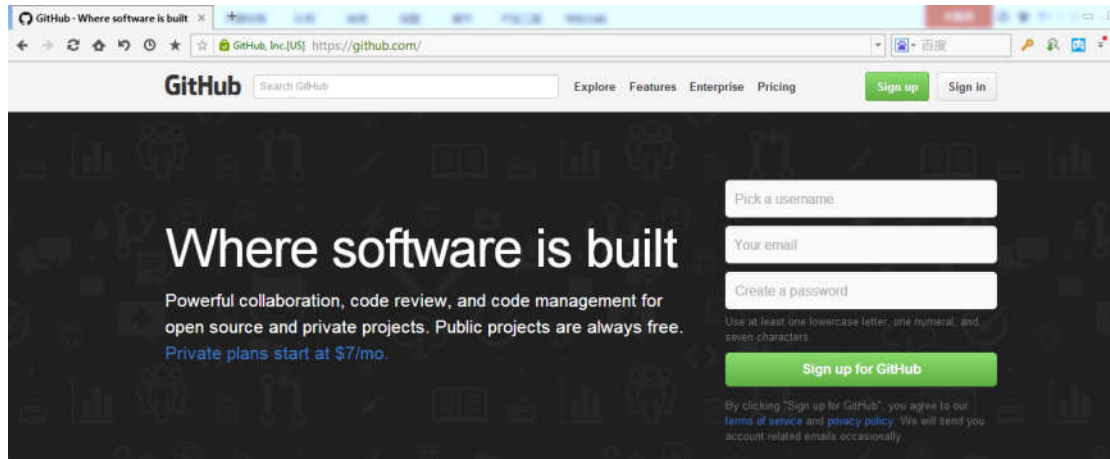 GitHub - Where software is built
GitHub, Inc.[US] https://github.com/
百度
GitHub
Search GitHub
Explore Features Enterprise Pricing
Sign up
Sign in
Where software is built
Powerful collaboration, code review, and code management for
open source and private projects. Public projects are always free.
Private plans start at $7/mo.
Pick a username
Your email
Create a password
Use at least one lowercase letter, one numeral, and
seven characters.
Sign up for GitHub
By clicking "Sign up for GitHub", you agree to our
terms of service and privacy policy. We will send you
account related emails occasionally.